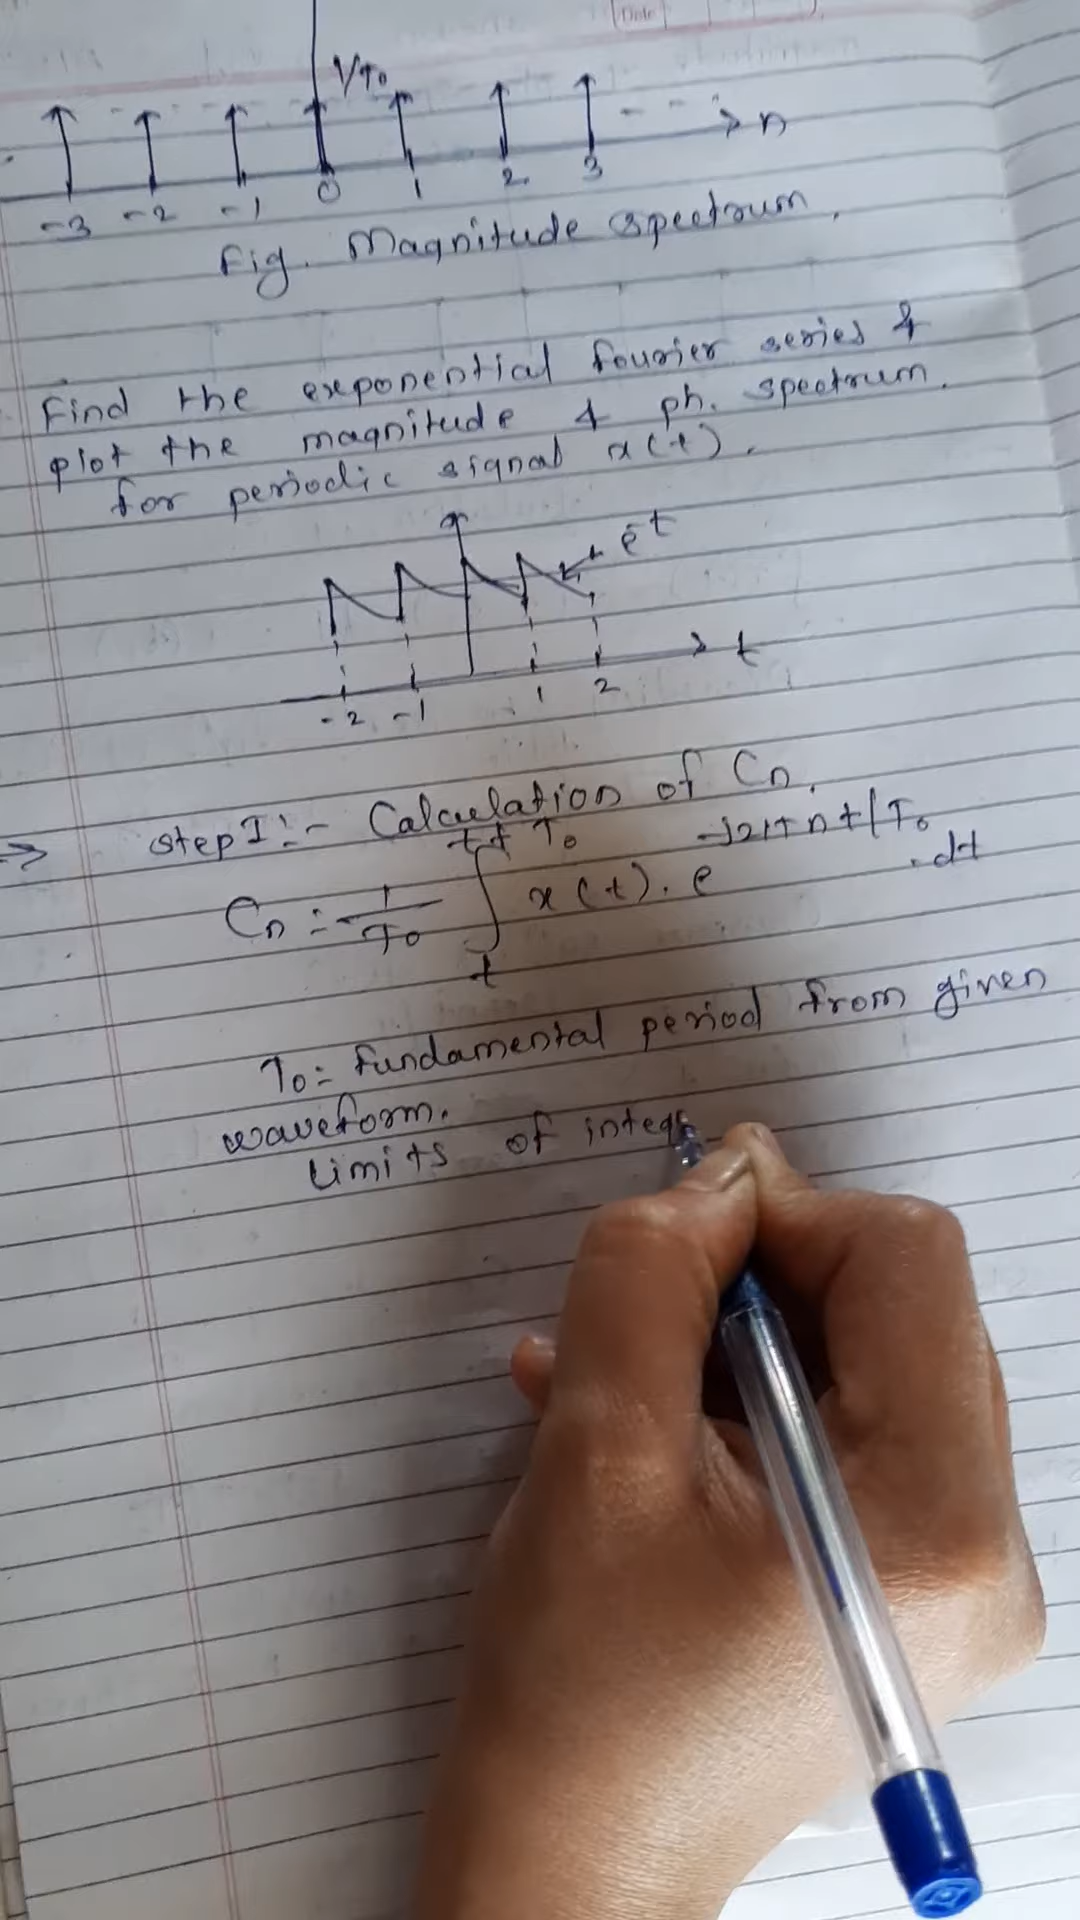 Date
1/T₀
n
-3 -2 -1 0 1 2 3
Fig. Magnitude spectrum.
Find the exponential fourier series &
plot the magnitude & ph. spectrum.
for periodic signal x(t).
e⁻ᵗ
t
-2 -1 1 2
⇒ step I :- Calculation of Cn.
Cn = 1/T₀ ∫ₜ^(t+T₀) x(t). e^(-j2πnt/T₀) .dt
T₀ = fundamental period from given
waveform.
Limits of integ